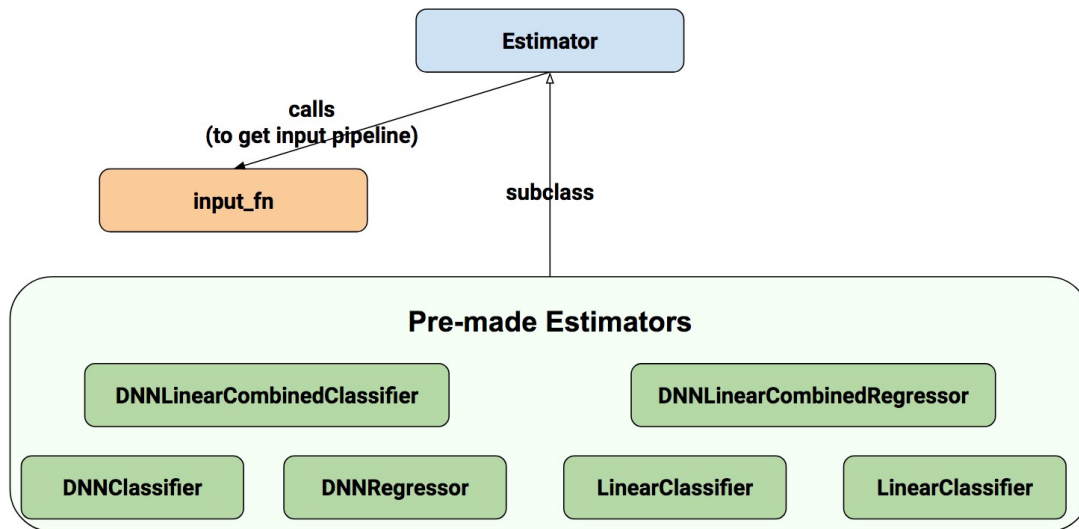 Estimator
calls
(to get input pipeline)
input_fn
subclass
Pre-made Estimators
DNNLinearCombinedClassifier
DNNLinearCombinedRegressor
DNNClassifier
DNNRegressor
LinearClassifier
LinearClassifier